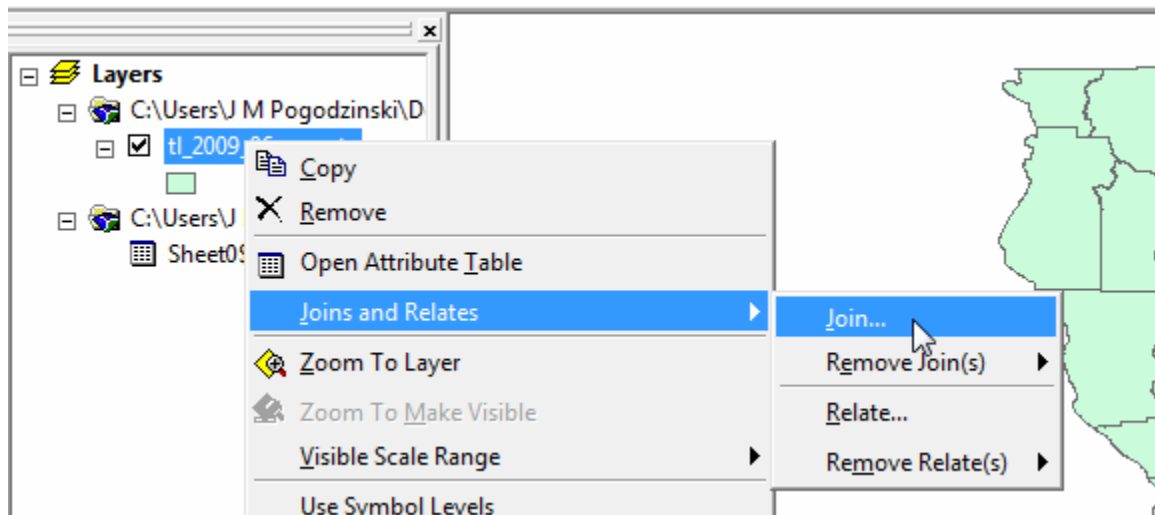 Layers
C:\Users\J M Pogodzinski\D
tl_2009_
C:\Users\J
Sheet0
Copy
Remove
Open Attribute Table
Joins and Relates
Zoom To Layer
Zoom To Make Visible
Visible Scale Range
Use Symbol Levels
Join...
Remove Join(s)
Relate...
Remove Relate(s)